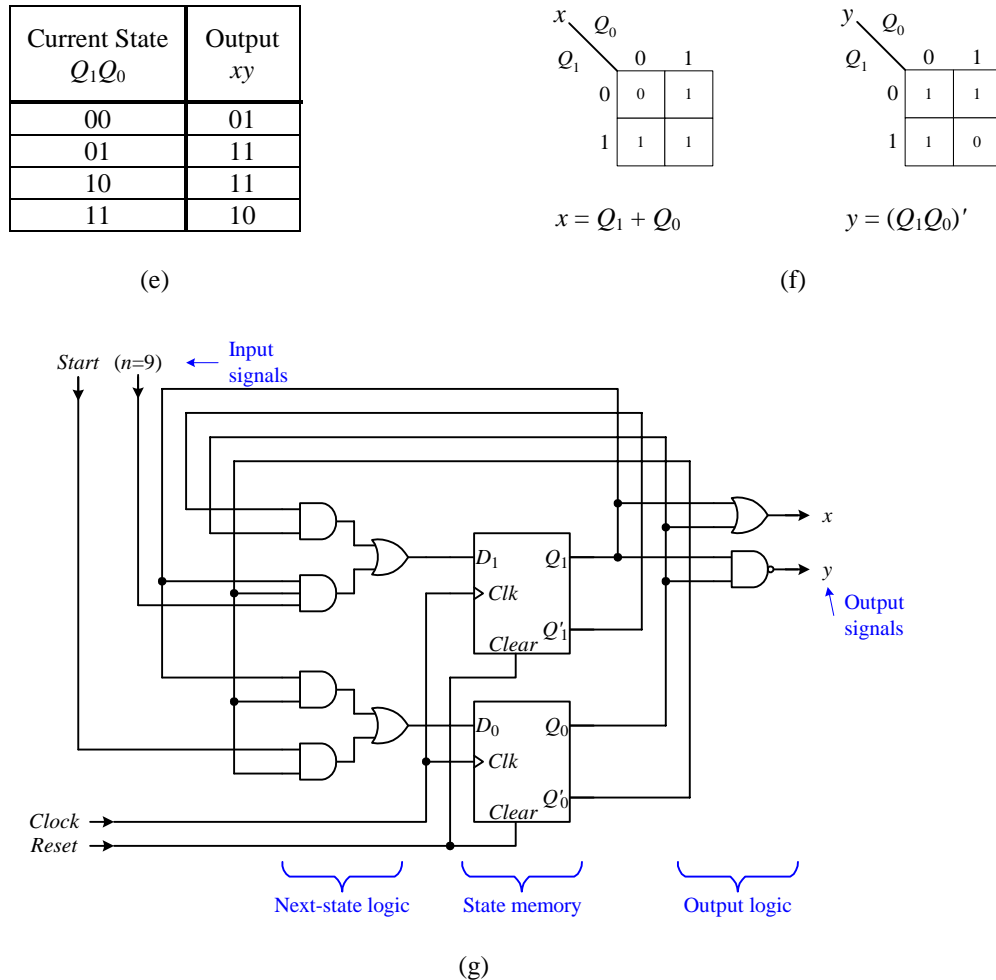 Current State Output
Q₁Q₀ xy
00 01
01 11
10 11
11 10
(e)
x Q₀
Q₁ 0 1
0 0 1
1 1 1
x = Q₁ + Q₀
y Q₀
Q₁ 0 1
0 1 1
1 1 0
y = (Q₁Q₀)′
(f)
Start (n=9) Input
signals
D₁ Q₁
Clk
Q′₁
Clear
D₀ Q₀
Clk
Q′₀
Clear
x
y
Output
signals
Clock
Reset
Next-state logic State memory Output logic
(g)